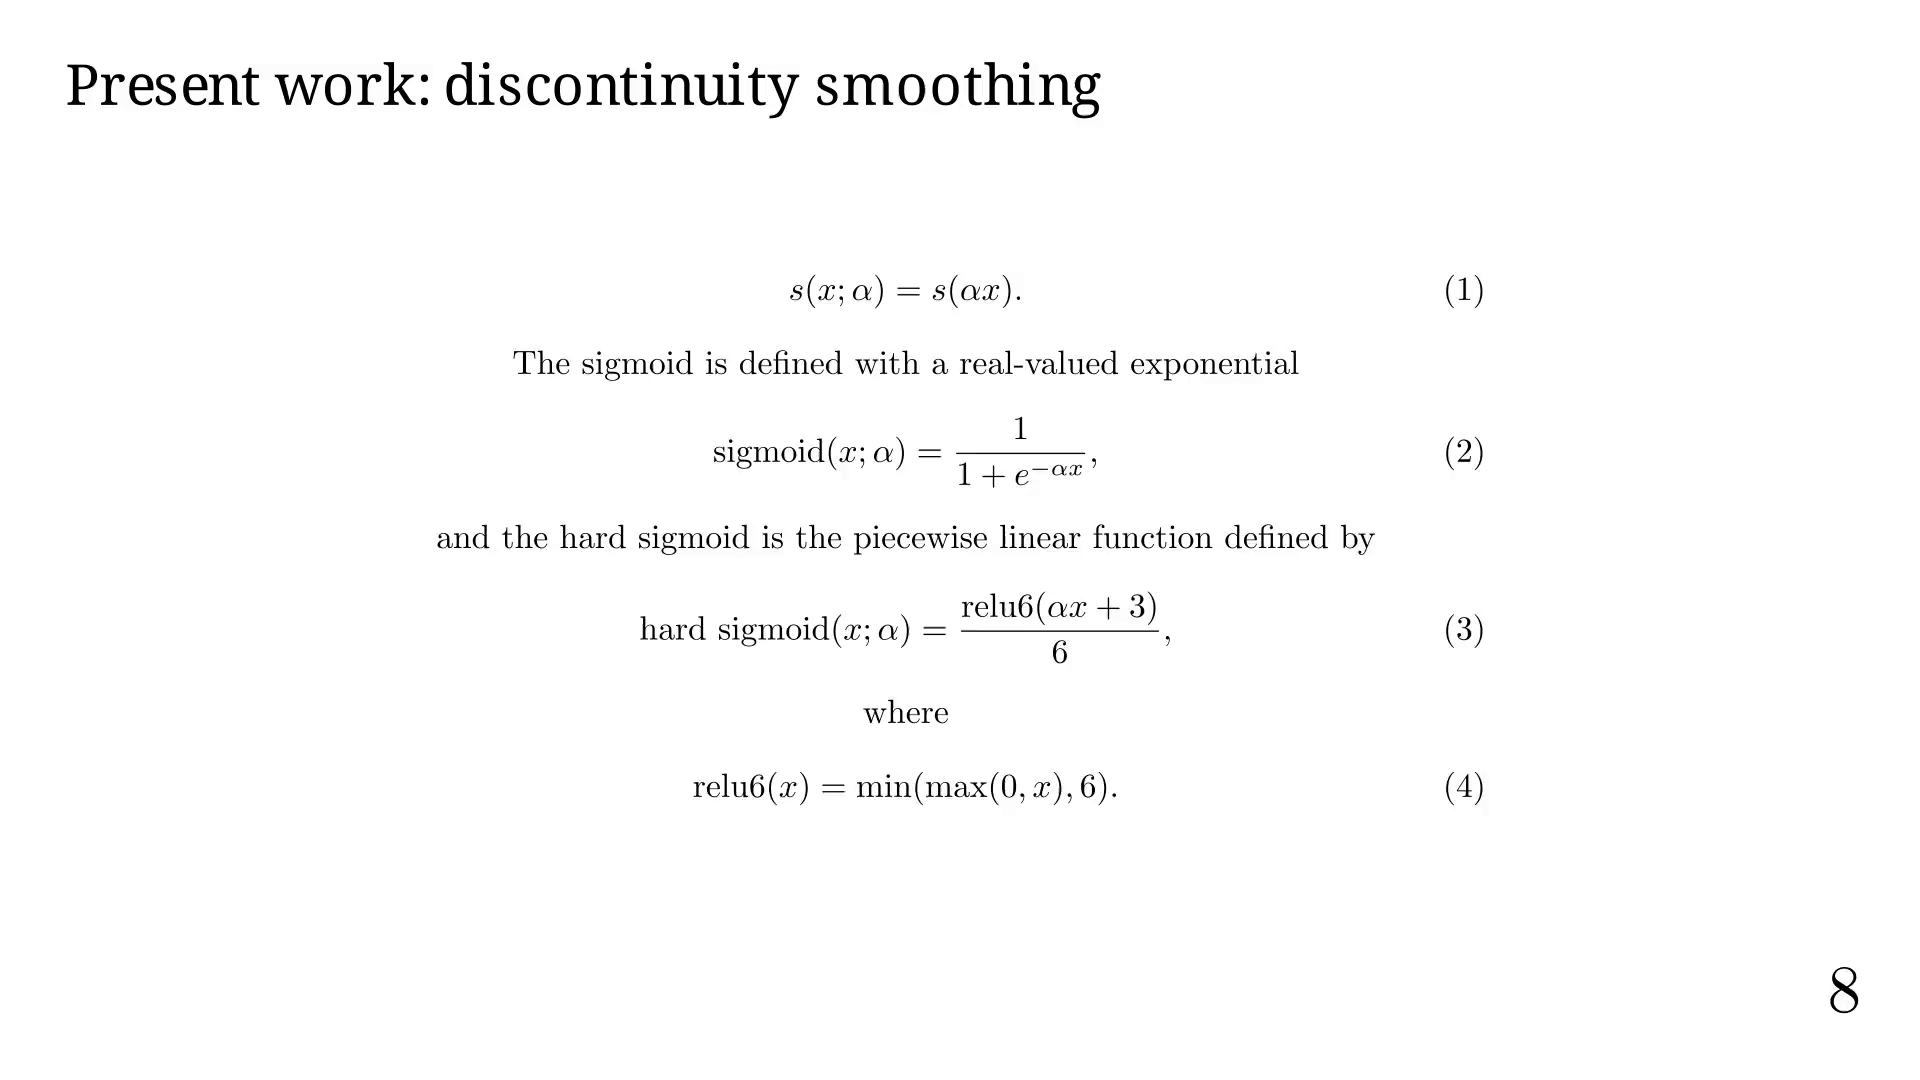 Present work: discontinuity smoothing
s(x; α) = s(αx). (1)
The sigmoid is defined with a real-valued exponential
sigmoid(x; α) = 1 / (1 + e^{−αx}), (2)
and the hard sigmoid is the piecewise linear function defined by
hard sigmoid(x; α) = relu6(αx + 3) / 6, (3)
where
relu6(x) = min(max(0, x), 6). (4)
8